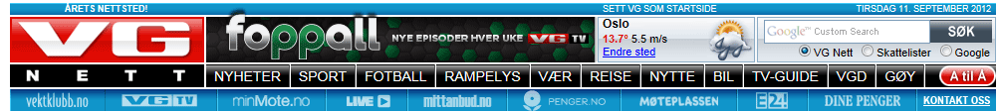 ÅRETS NETTSTED! SETT VG SOM STARTSIDE TIRSDAG 11. SEPTEMBER 2012
VG
NETT
foppall NYE EPISODER HVER UKE VG TV
Oslo
13.7° 5.5 m/s
Endre sted
Google™ Custom Search SØK
VG Nett Skattelister Google
NYHETER SPORT FOTBALL RAMPELYS VÆR REISE NYTTE BIL TV-GUIDE VGD GØY A til Å
vektklubb.no VG TV minMote.no LIVE mittanbud.no PENGER.NO MØTEPLASSEN E24! DINE PENGER KONTAKT OSS